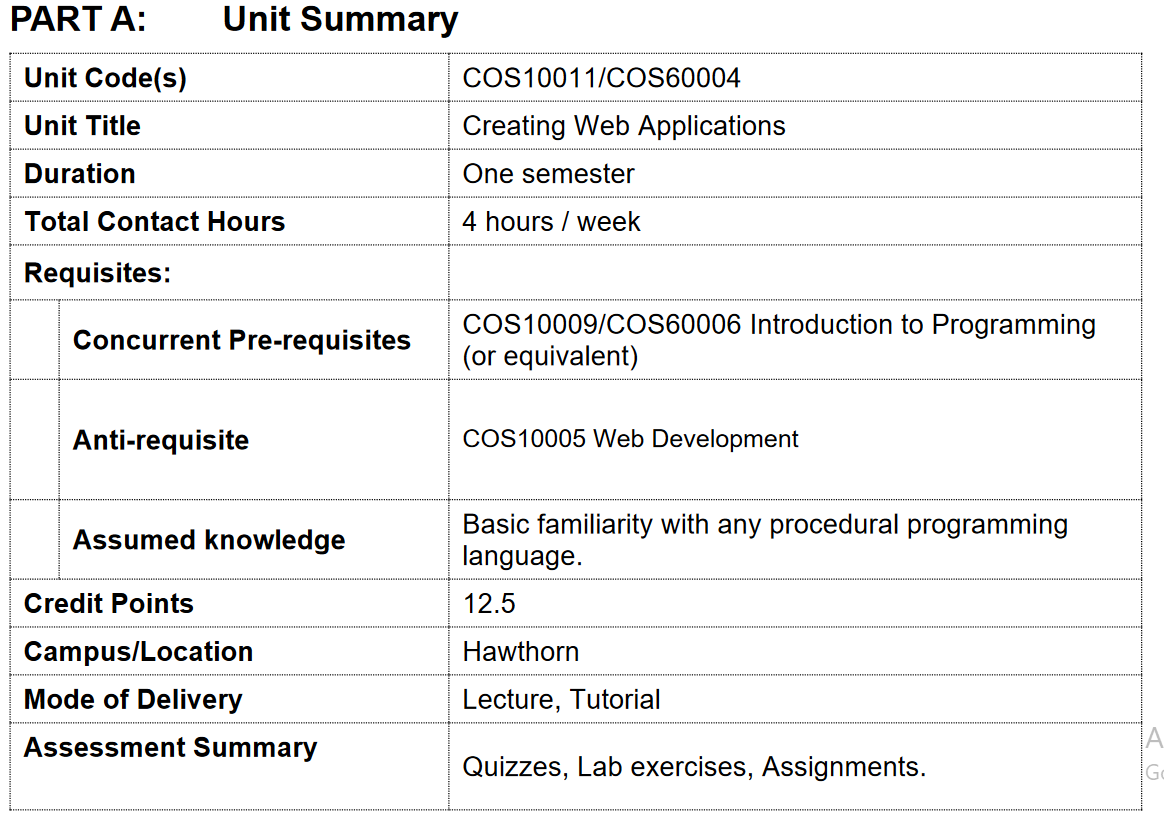 PART A: Unit Summary
Unit Code(s) COS10011/COS60004
Unit Title Creating Web Applications
Duration One semester
Total Contact Hours 4 hours / week
Requisites:
Concurrent Pre-requisites COS10009/COS60006 Introduction to Programming
(or equivalent)
Anti-requisite COS10005 Web Development
Assumed knowledge Basic familiarity with any procedural programming
language.
Credit Points 12.5
Campus/Location Hawthorn
Mode of Delivery Lecture, Tutorial
Assessment Summary
Quizzes, Lab exercises, Assignments.